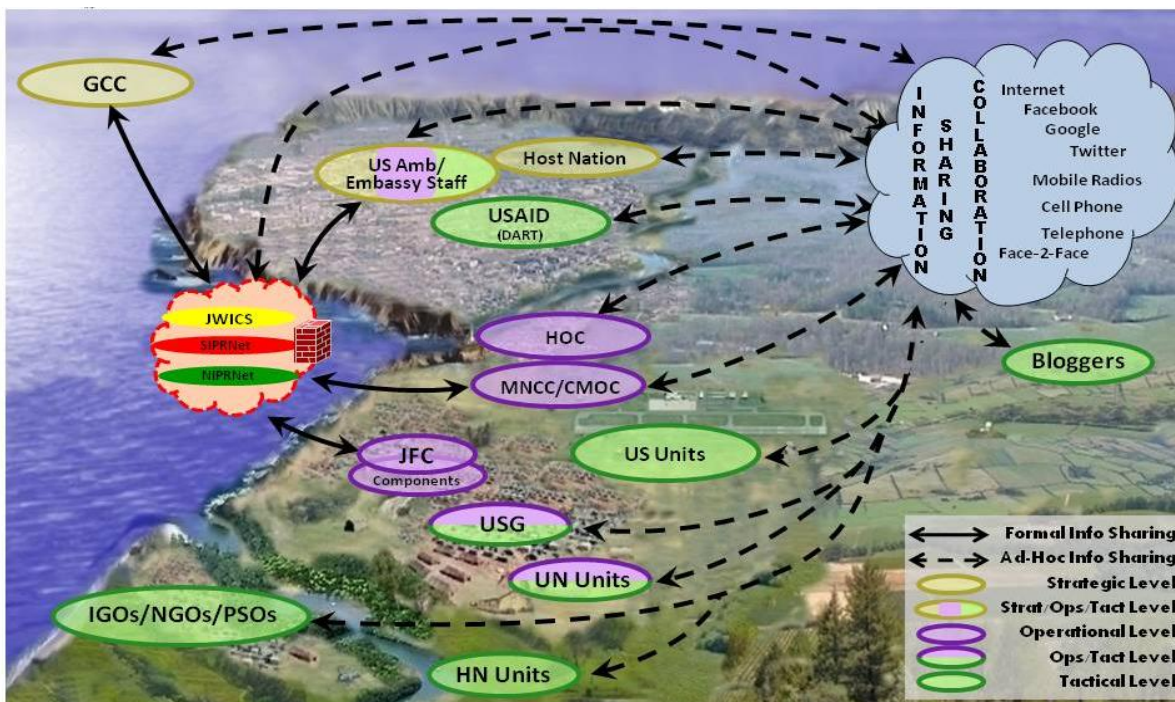 GCC
US Amb/
Embassy Staff
Host Nation
USAID
(DART)
INFORMATION
SHARING
COLLABORATION
Internet
Facebook
Google
Twitter
Mobile Radios
Cell Phone
Telephone
Face-2-Face
JWICS
SIPRNet
NIPRNet
HOC
MNCC/CMOC
Bloggers
JFC
Components
US Units
USG
UN Units
IGOs/NGOs/PSOs
HN Units
Formal Info Sharing
Ad-Hoc Info Sharing
Strategic Level
Strat/Ops/Tact Level
Operational Level
Ops/Tact Level
Tactical Level